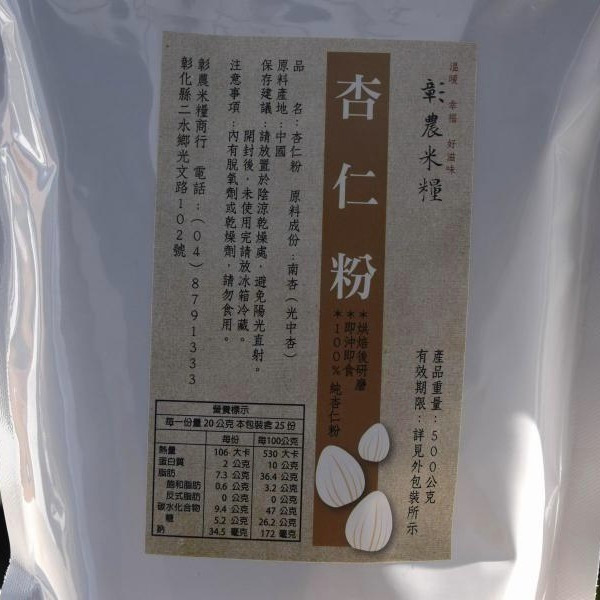 溫暖 幸福 好滋味
彰農米糧
產品重量：500公克
有效期限：詳見外包裝所示
杏仁粉
*烘焙後研磨
*即沖即食
*100%純杏仁粉
品　名：杏仁粉　原料成份：南杏（光中杏）
原料產地：中國
保存建議：請放置於陰涼乾燥處，避免陽光直射。
開封後，未使用完請放冰箱冷藏。
注意事項：內有脫氧劑或乾燥劑，請勿食用。
彰農米糧商行　電話：（04）8791333
彰化縣二水鄉光文路102號
營養標示
每一份量 20 公克 本包裝含 25 份
每份 每100公克
熱量 106 大卡 530 大卡
蛋白質 2 公克 10 公克
脂肪 7.3 公克 36.4 公克
飽和脂肪 0.6 公克 3.2 公克
反式脂肪 0 公克 0 公克
碳水化合物 9.4 公克 47 公克
糖 5.2 公克 26.2 公克
鈉 34.5 毫克 172 毫克